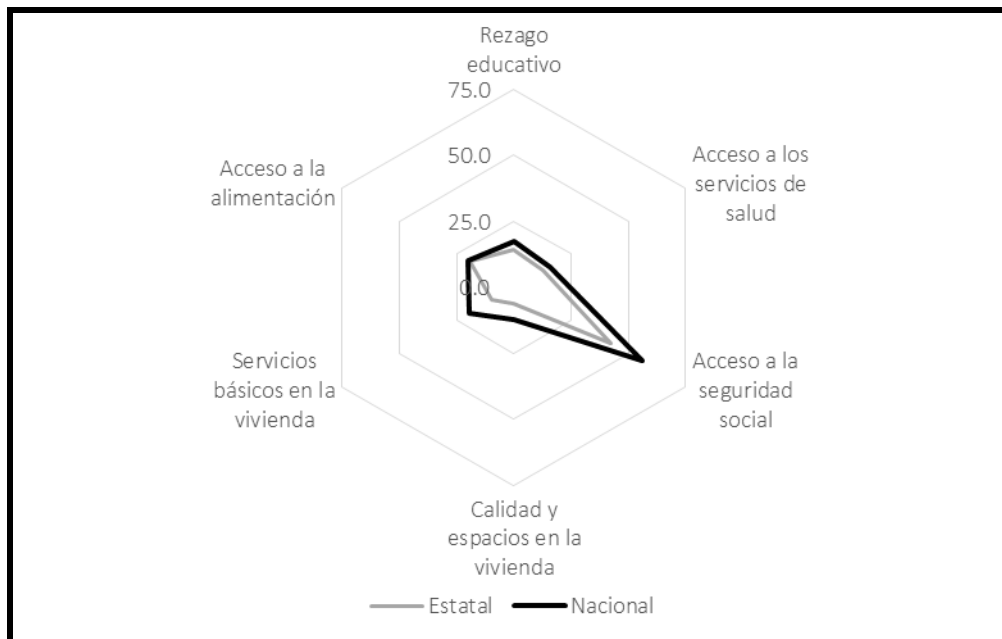 Rezago
educativo
75.0
50.0
25.0
0.0
Acceso a los
servicios de
salud
Acceso a la
seguridad
social
Calidad y
espacios en la
vivienda
Servicios
básicos en la
vivienda
Acceso a la
alimentación
Estatal
Nacional